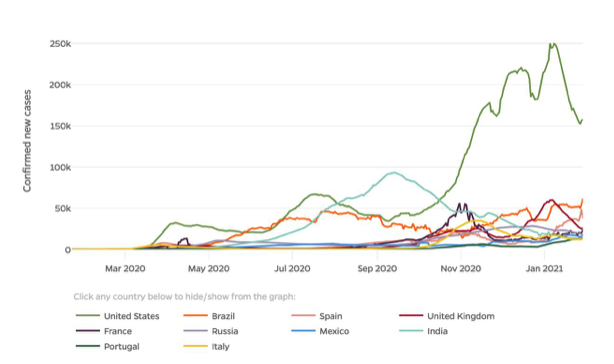 250k
200k
150k
100k
50k
0
Confirmed new cases
Mar 2020 May 2020 Jul 2020 Sep 2020 Nov 2020 Jan 2021
Click any country below to hide/show from the graph:
United States Brazil Spain United Kingdom
France Russia Mexico India
Portugal Italy